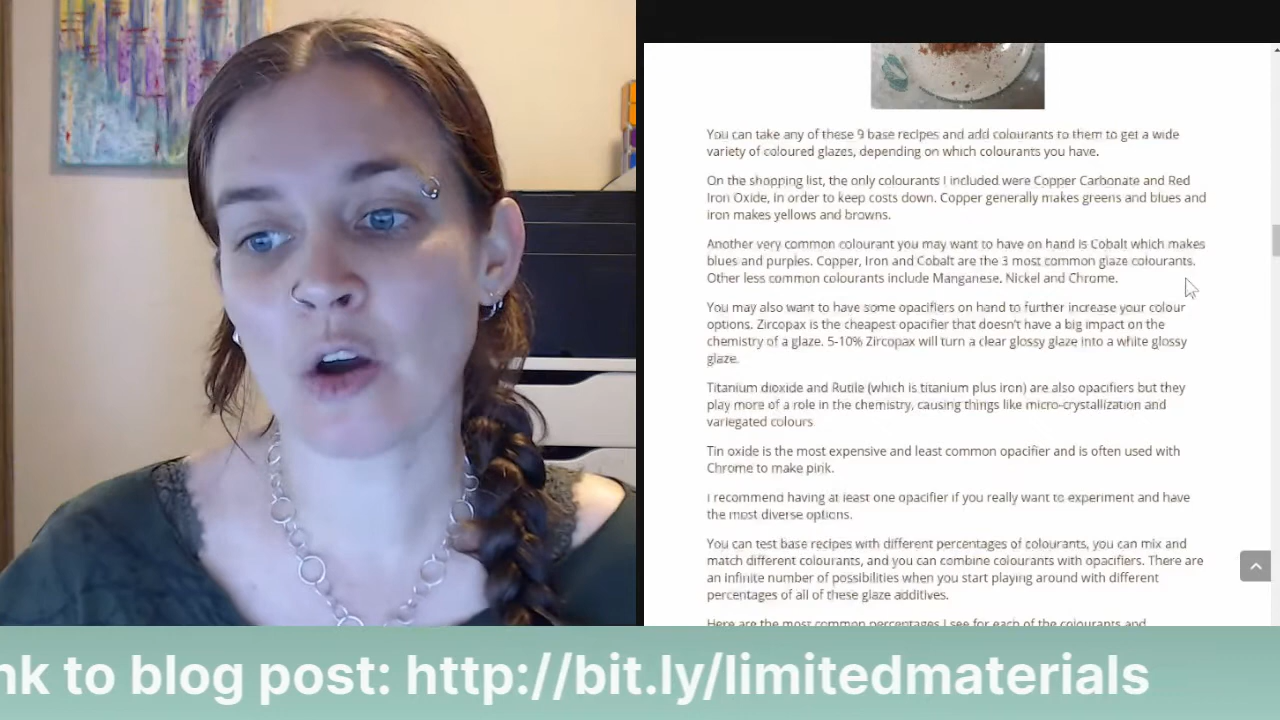 You can take any of these 9 base recipes and add colourants to them to get a wide
variety of coloured glazes, depending on which colourants you have.
On the shopping list, the only colourants I included were Copper Carbonate and Red
Iron Oxide, in order to keep costs down. Copper generally makes greens and blues and
iron makes yellows and browns.
Another very common colourant you may want to have on hand is Cobalt which makes
blues and purples. Copper, Iron and Cobalt are the 3 most common glaze colourants.
Other less common colourants include Manganese, Nickel and Chrome.
You may also want to have some opacifiers on hand to further increase your colour
options. Zircopax is the cheapest opacifier that doesn't have a big impact on the
chemistry of a glaze. 5-10% Zircopax will turn a clear glossy glaze into a white glossy
glaze.
Titanium dioxide and Rutile (which is titanium plus iron) are also opacifiers but they
play more of a role in the chemistry, causing things like micro-crystallization and
variegated colours
Tin oxide is the most expensive and least common opacifier and is often used with
Chrome to make pink.
I recommend having at least one opacifier if you really want to experiment and have
the most diverse options.
You can test base recipes with different percentages of colourants, you can mix and
match different colourants, and you can combine colourants with opacifiers. There are
an infinite number of possibilities when you start playing around with different
percentages of all of these glaze additives.
Here are the most common percentages I see for each of the colourants and
nk to blog post: http://bit.ly/limitedmaterials